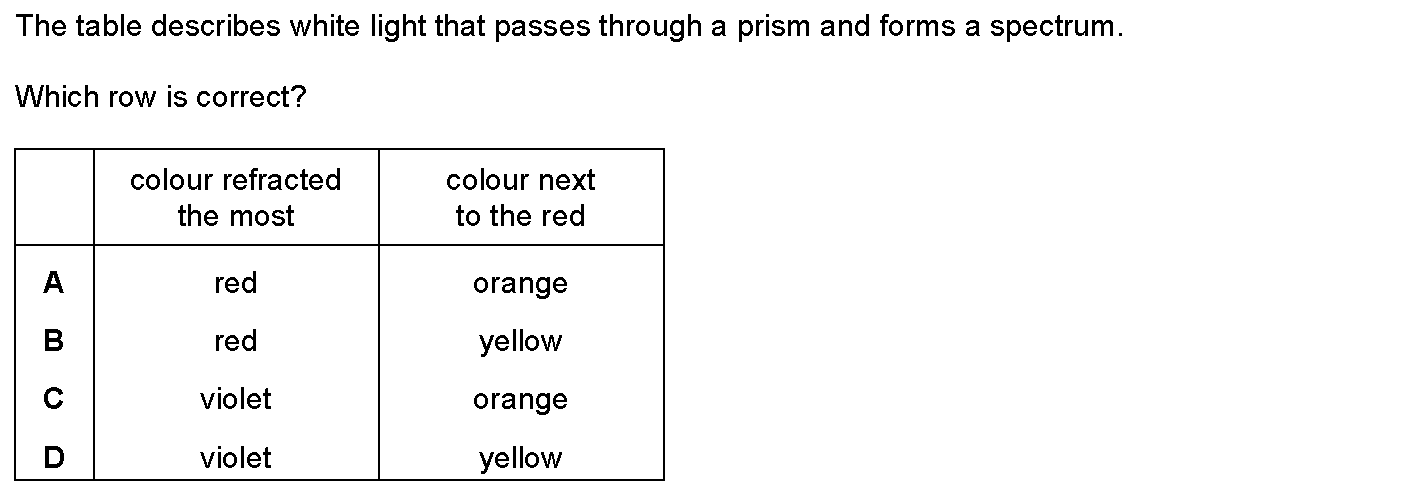 The table describes white light that passes through a prism and forms a spectrum.
Which row is correct?
colour refracted the most colour next to the red
A red orange
B red yellow
C violet orange
D violet yellow